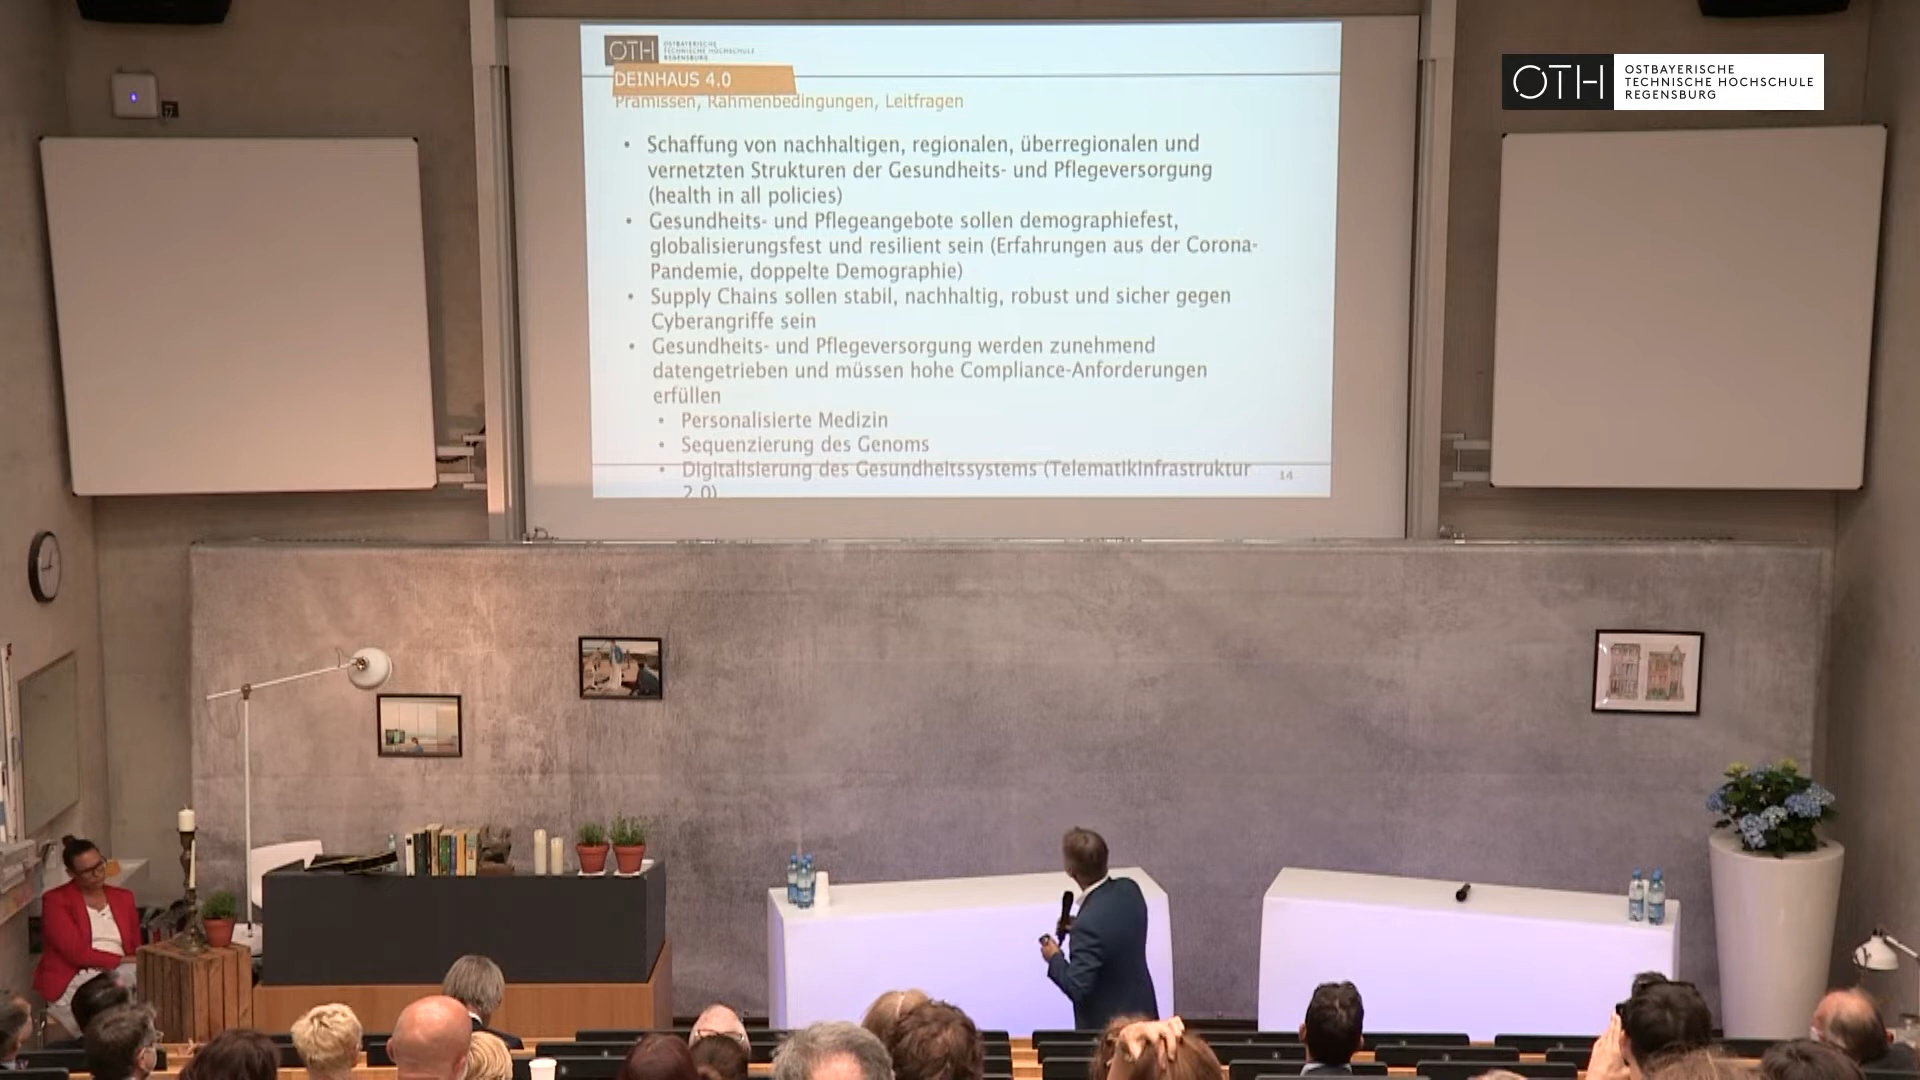 OTH OSTBAYERISCHE
TECHNISCHE HOCHSCHULE
REGENSBURG
DEINHAUS 4.0
Prämissen, Rahmenbedingungen, Leitfragen
• Schaffung von nachhaltigen, regionalen, überregionalen und
vernetzten Strukturen der Gesundheits- und Pflegeversorgung
(health in all policies)
• Gesundheits- und Pflegeangebote sollen demographiefest,
globalisierungsfest und resilient sein (Erfahrungen aus der Corona-
Pandemie, doppelte Demographie)
• Supply Chains sollen stabil, nachhaltig, robust und sicher gegen
Cyberangriffe sein
• Gesundheits- und Pflegeversorgung werden zunehmend
datengetrieben und müssen hohe Compliance-Anforderungen
erfüllen
• Personalisierte Medizin
• Sequenzierung des Genoms
• Digitalisierung des Gesundheitssystems (Telematikinfrastruktur
2.0)
14
OTH OSTBAYERISCHE
TECHNISCHE HOCHSCHULE
REGENSBURG